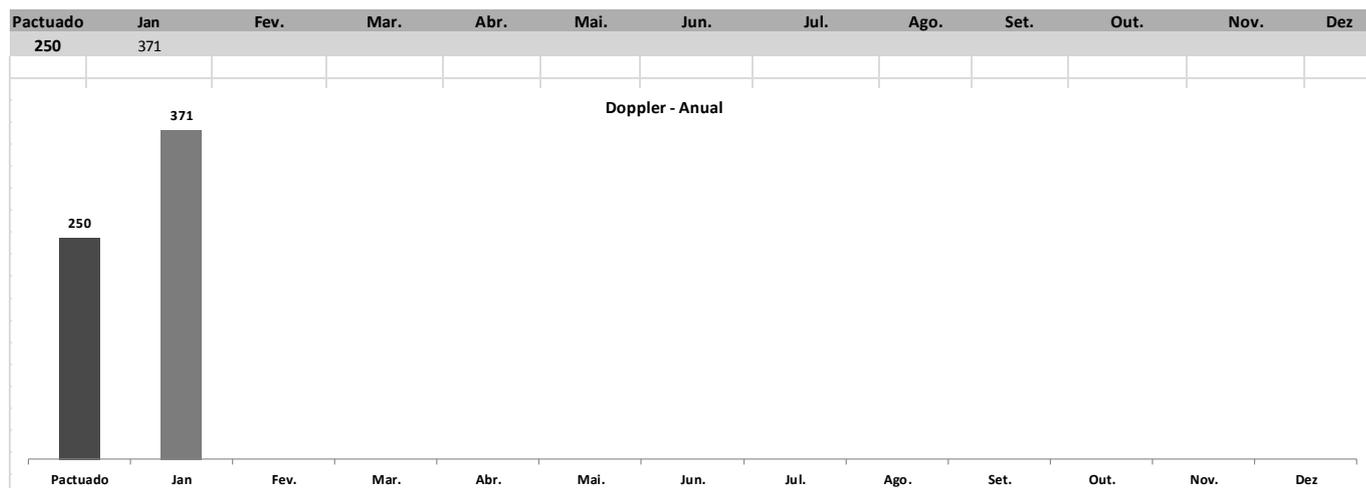 Pactuado Jan Fev. Mar. Abr. Mai. Jun. Jul. Ago. Set. Out. Nov. Dez
250 371
Doppler - Anual
371
250
Pactuado Jan Fev. Mar. Abr. Mai. Jun. Jul. Ago. Set. Out. Nov. Dez